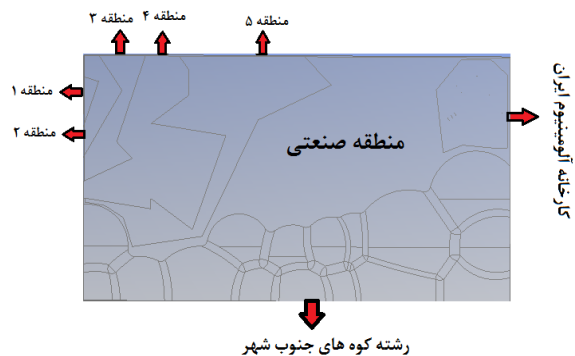 منطقه ۳
منطقه ۴
منطقه ۵
منطقه ۱
منطقه ۲
منطقه صنعتی
کارخانه آلومینیوم ایران
رشته کوه های جنوب شهر